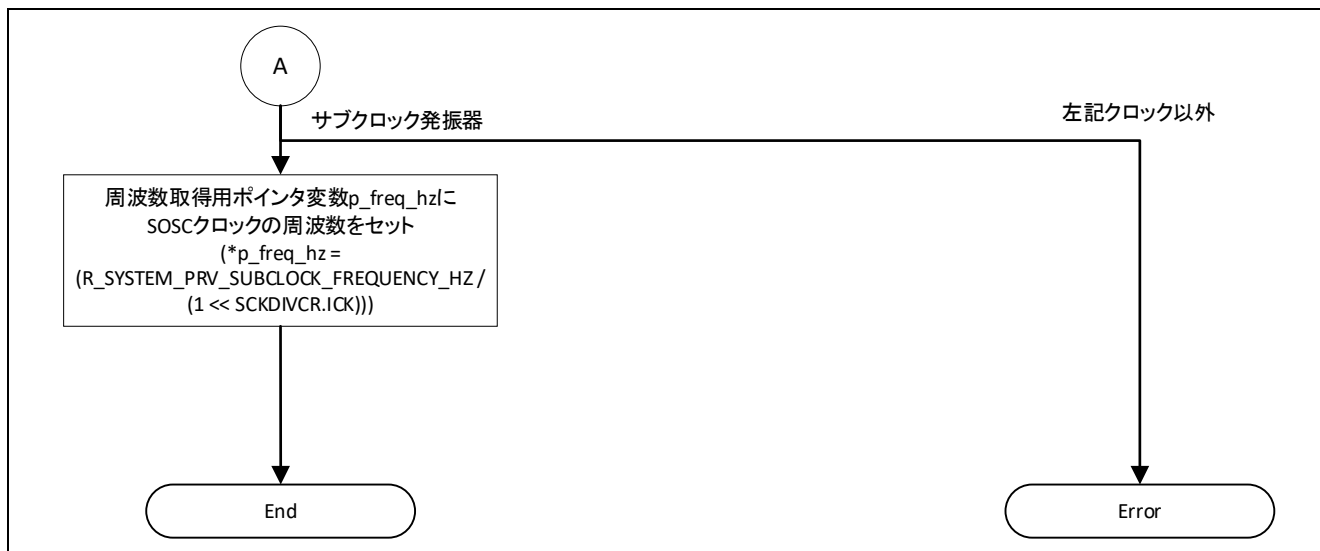 A
サブクロック発振器
左記クロック以外
周波数取得用ポインタ変数p_freq_hzに
SOSCクロックの周波数をセット
(*p_freq_hz =
(R_SYSTEM_PRV_SUBCLOCK_FREQUENCY_HZ /
(1 << SCKDIVCR.ICK)))
End
Error